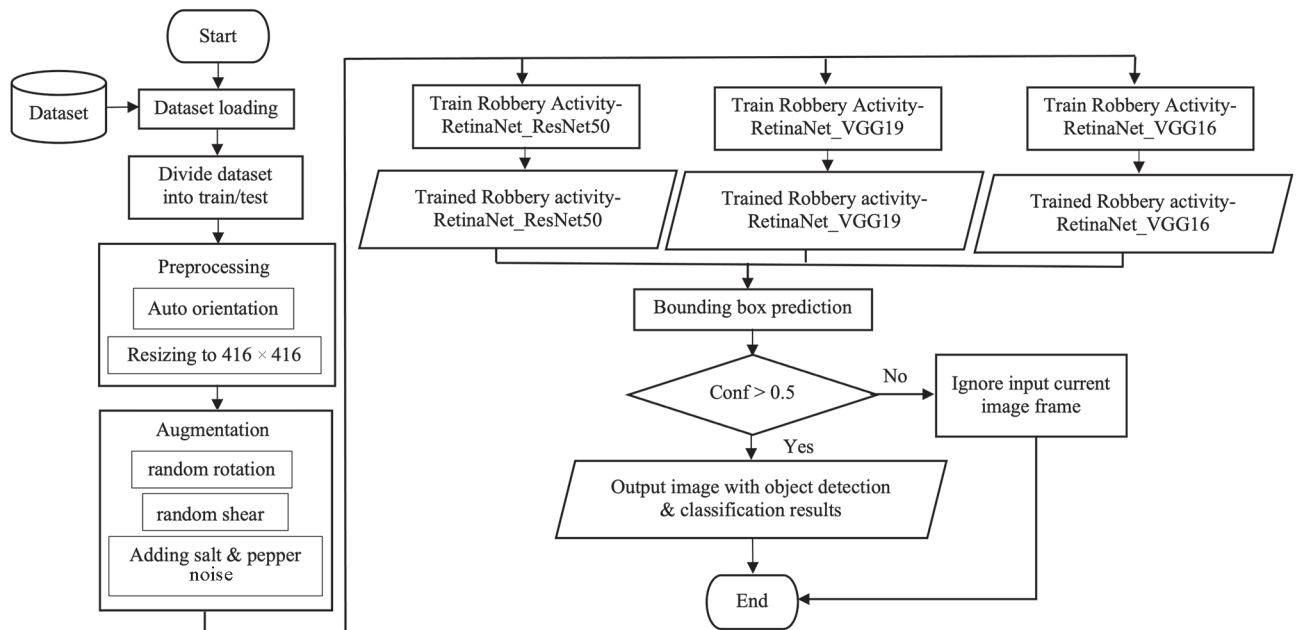 Start
Dataset
Dataset loading
Divide dataset
into train/test
Preprocessing
Auto orientation
Resizing to 416 × 416
Augmentation
random rotation
random shear
Adding salt & pepper
noise
Train Robbery Activity-
RetinaNet_ResNet50
Train Robbery Activity-
RetinaNet_VGG19
Train Robbery Activity-
RetinaNet_VGG16
Trained Robbery activity-
RetinaNet_ResNet50
Trained Robbery activity-
RetinaNet_VGG19
Trained Robbery activity-
RetinaNet_VGG16
Bounding box prediction
Conf > 0.5
No
Ignore input current
image frame
Yes
Output image with object detection
& classification results
End